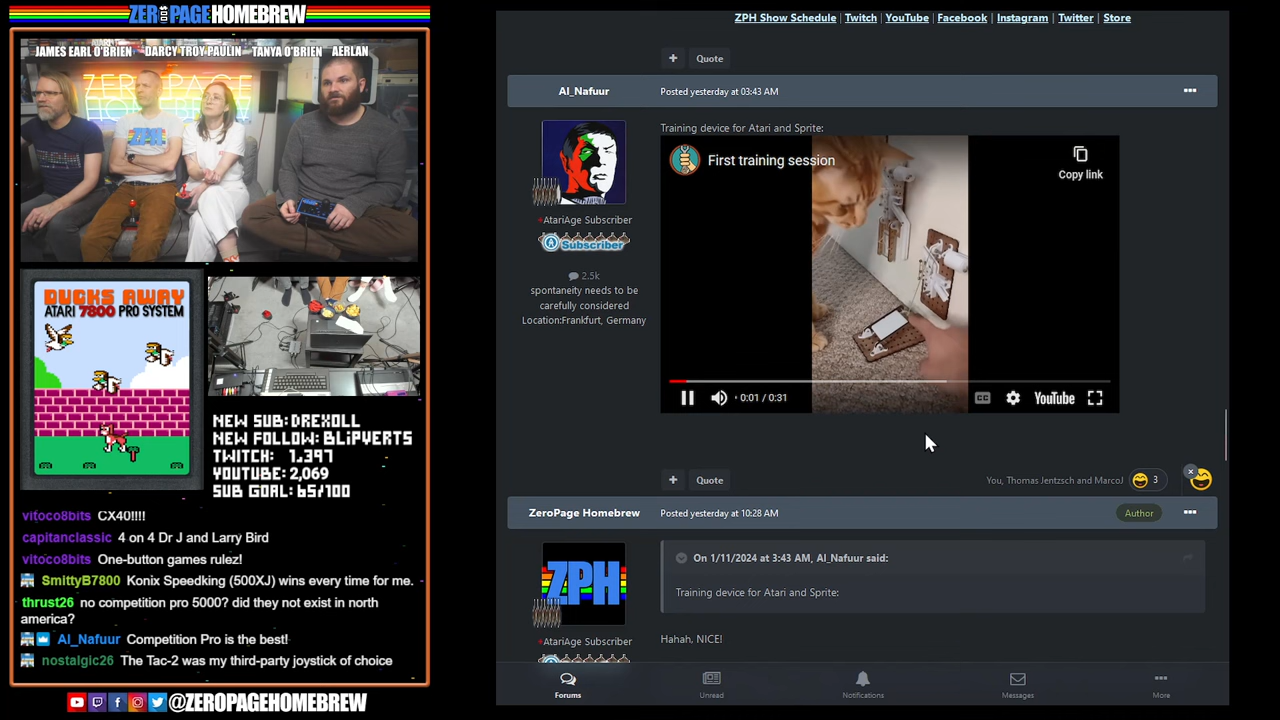 ZEROPAGE HOMEBREW
JAMES EARL O'BRIEN DARCY TROY PAULIN TANYA O'BRIEN AERLAN
ZERO PAGE
HOMEBREW
ZPH
DUCKS AWAY
ATARI 7800 PRO SYSTEM
NEW SUB: DREXOLL
NEW FOLLOW: BLIPVERTS
TWITCH: 1,397
YOUTUBE: 2,069
SUB GOAL: 65/100
vitoco8bits CX40!!!!
capitanclassic 4 on 4 Dr J and Larry Bird
vitoco8bits One-button games rulez!
SmittyB7800 Konix Speedking (500XJ) wins every time for me.
thrust26 no competition pro 5000? did they not exist in north
america?
Al_Nafuur Competition Pro is the best!
nostalgic26 The Tac-2 was my third-party joystick of choice
@ZEROPAGEHOMEBREW
ZPH Show Schedule | Twitch | YouTube | Facebook | Instagram | Twitter | Store
+ Quote
Al_Nafuur Posted yesterday at 03:43 AM
Training device for Atari and Sprite:
First training session
Copy link
0:01 / 0:31
CC
YouTube
AtariAge Subscriber
Subscriber
2.5k
spontaneity needs to be
carefully considered
Location:Frankfurt, Germany
+ Quote
You, Thomas Jentzsch and MarcoJ 3
ZeroPage Homebrew Posted yesterday at 10:28 AM Author
ZPH
On 1/11/2024 at 3:43 AM, Al_Nafuur said:
Training device for Atari and Sprite:
Hahah, NICE!
AtariAge Subscriber
Forums Unread Notifications Messages More